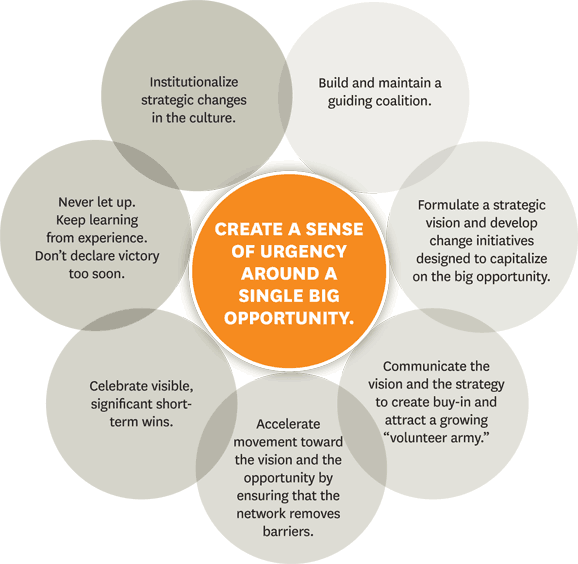 CREATE A SENSE
OF URGENCY
AROUND A
SINGLE BIG
OPPORTUNITY.
Build and maintain a
guiding coalition.
Formulate a strategic
vision and develop
change initiatives
designed to capitalize
on the big opportunity.
Communicate the
vision and the strategy
to create buy-in and
attract a growing
“volunteer army.”
Accelerate
movement toward
the vision and the
opportunity by
ensuring that the
network removes
barriers.
Celebrate visible,
significant short-
term wins.
Never let up.
Keep learning
from experience.
Don’t declare victory
too soon.
Institutionalize
strategic changes
in the culture.